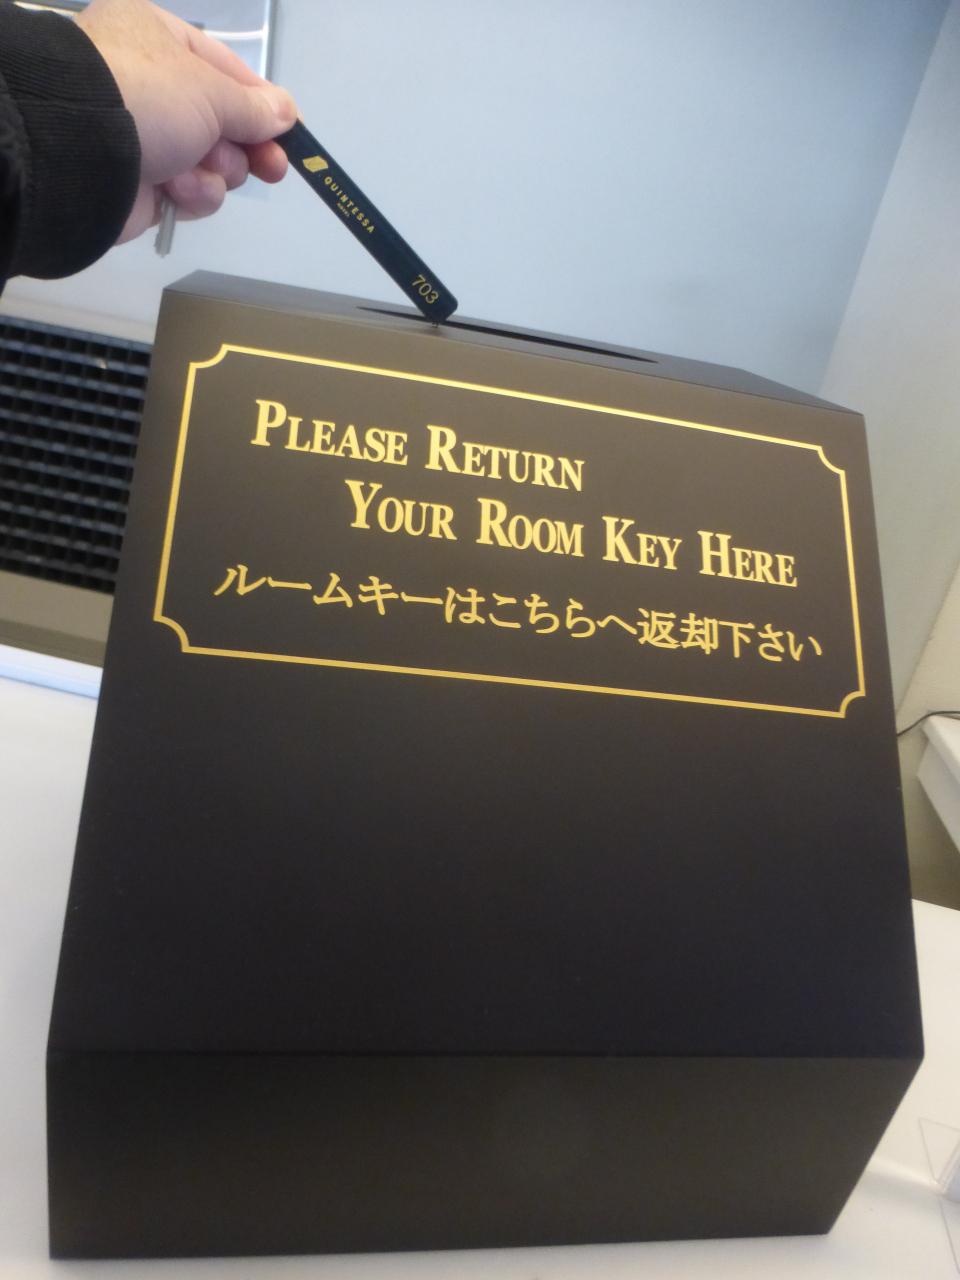 QUINTESSA
HOTEL
703
PLEASE RETURN
YOUR ROOM KEY HERE
ルームキーはこちらへ返却下さい